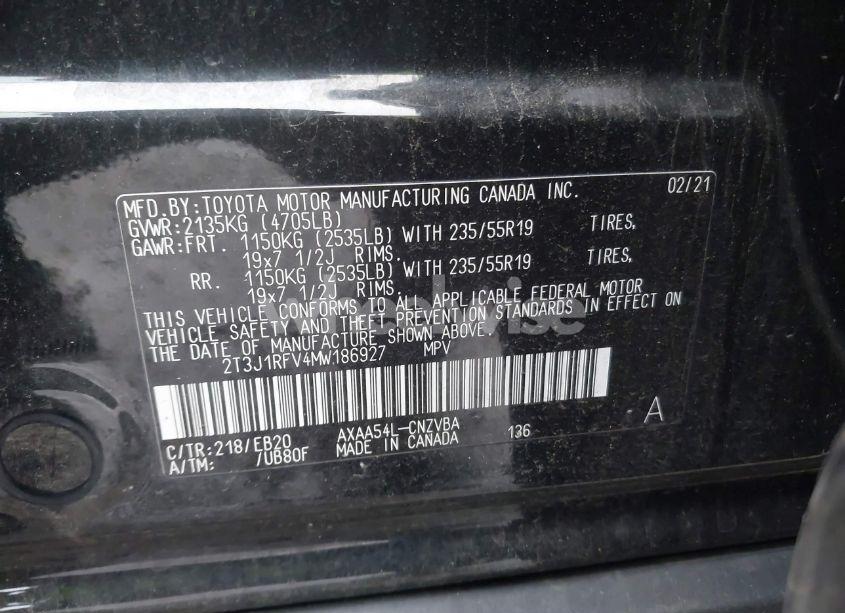 MFD.BY:TOYOTA MOTOR MANUFACTURING CANADA INC. 02/21
GVWR:2135KG (4705LB)
GAWR:FRT. 1150KG (2535LB) WITH 235/55R19 TIRES,
19x7 1/2J RIMS.
RR. 1150KG (2535LB) WITH 235/55R19 TIRES,
19x7 1/2J RIMS.
THIS VEHICLE CONFORMS TO ALL APPLICABLE FEDERAL MOTOR
VEHICLE SAFETY AND THEFT PREVENTION STANDARDS IN EFFECT ON
THE DATE OF MANUFACTURE SHOWN ABOVE.
2T3J1RFV4MW186927 MPV
A
C/TR:218/EB20 AXAA54L-CNZVBA 136
A/TM: /UB80F MADE IN CANADA